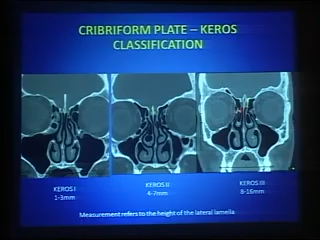 CRIBRIFORM PLATE – KEROS
CLASSIFICATION
KEROS I
1-3mm
KEROS II
4-7mm
KEROS III
8-16mm
Measurement refers to the height of the lateral lamella